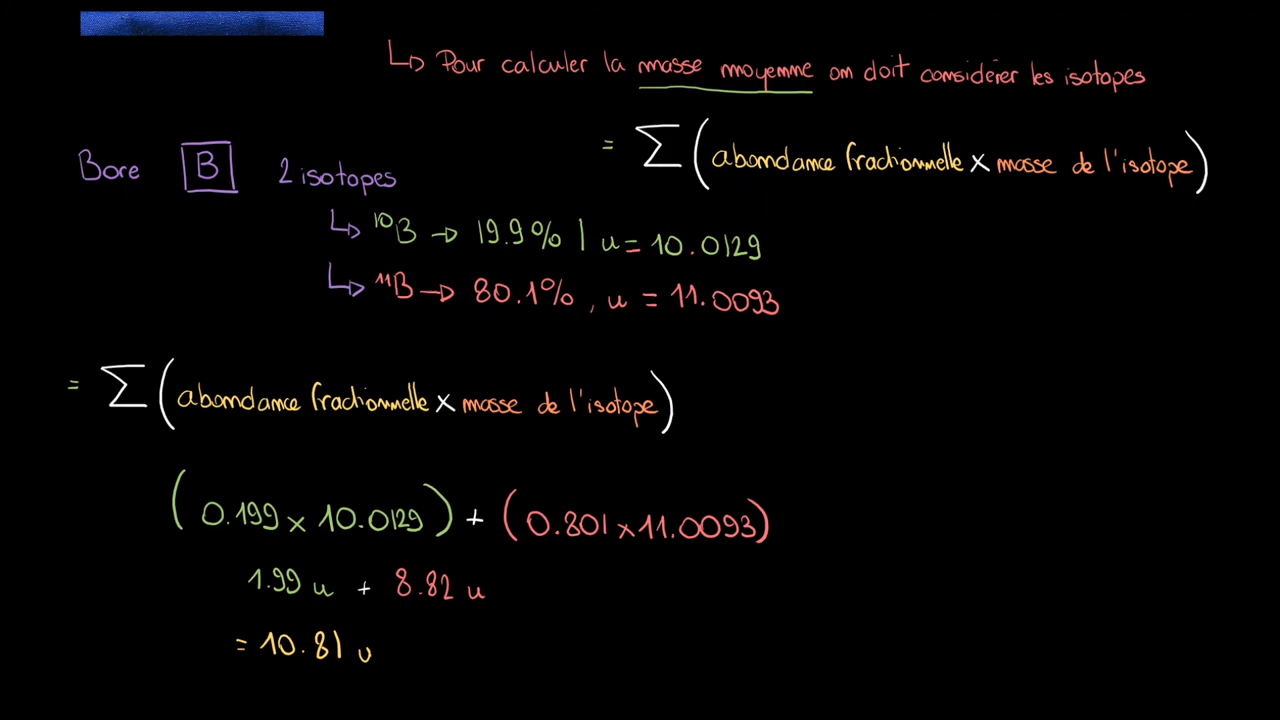 ↳ Pour calculer la masse moyenne on doit considérer les isotopes
= Σ (abondance fractionnelle x masse de l'isotope)
Bore B 2 isotopes
↳ ¹⁰B → 19.9% | u = 10.0129
↳ ¹¹B → 80.1%, u = 11.0093
= Σ (abondance fractionnelle x masse de l'isotope)
(0.199 x 10.0129) + (0.801 x 11.0093)
1.99 u + 8.82 u
= 10.81 u